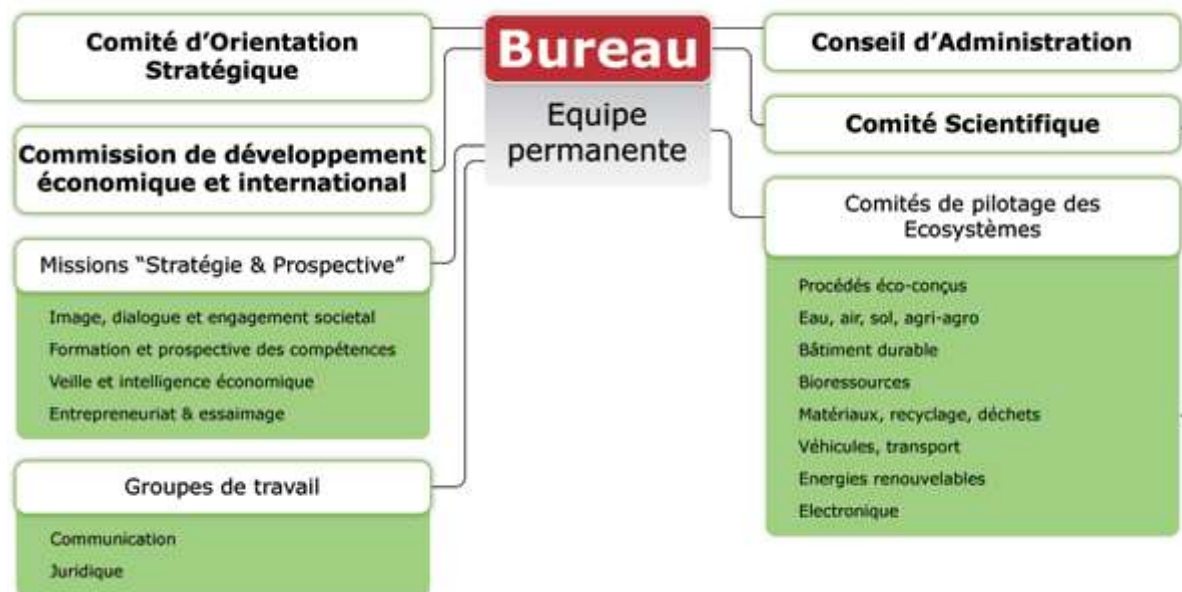 Comité d'Orientation
Stratégique
Commission de développement
économique et international
Missions “Stratégie & Prospective”
Image, dialogue et engagement societal
Formation et prospective des compétences
Veille et intelligence économique
Entrepreneuriat & essaimage
Groupes de travail
Communication
Juridique
Bureau
Equipe
permanente
Conseil d'Administration
Comité Scientifique
Comités de pilotage des
Ecosystèmes
Procédés éco-conçus
Eau, air, sol, agri-agro
Bâtiment durable
Bioressources
Matériaux, recyclage, déchets
Véhicules, transport
Energies renouvelables
Electronique